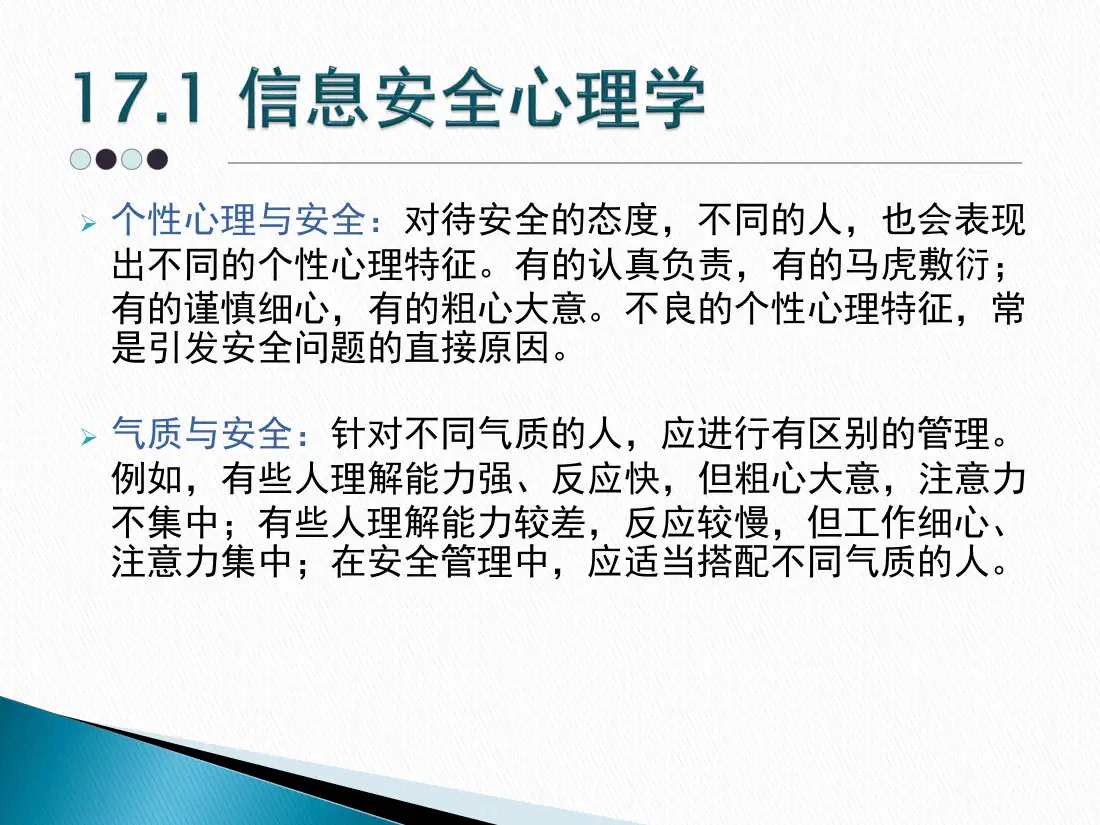 17.1 信息安全心理学
个性心理与安全：对待安全的态度，不同的人，也会表现
出不同的个性心理特征。有的认真负责，有的马虎敷衍；
有的谨慎细心，有的粗心大意。不良的个性心理特征，常
是引发安全问题的直接原因。
气质与安全：针对不同气质的人，应进行有区别的管理。
例如，有些人理解能力强、反应快，但粗心大意，注意力
不集中；有些人理解能力较差，反应较慢，但工作细心、
注意力集中；在安全管理中，应适当搭配不同气质的人。